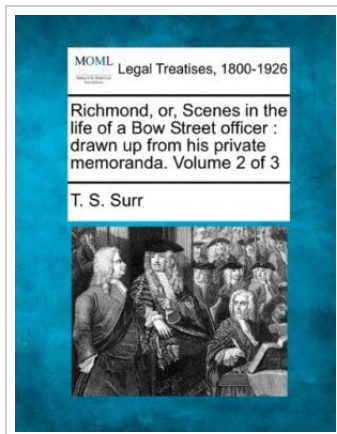 MOML
Legal Treatises, 1800-1926
Richmond, or, Scenes in the
life of a Bow Street officer :
drawn up from his private
memoranda. Volume 2 of 3
T. S. Surr